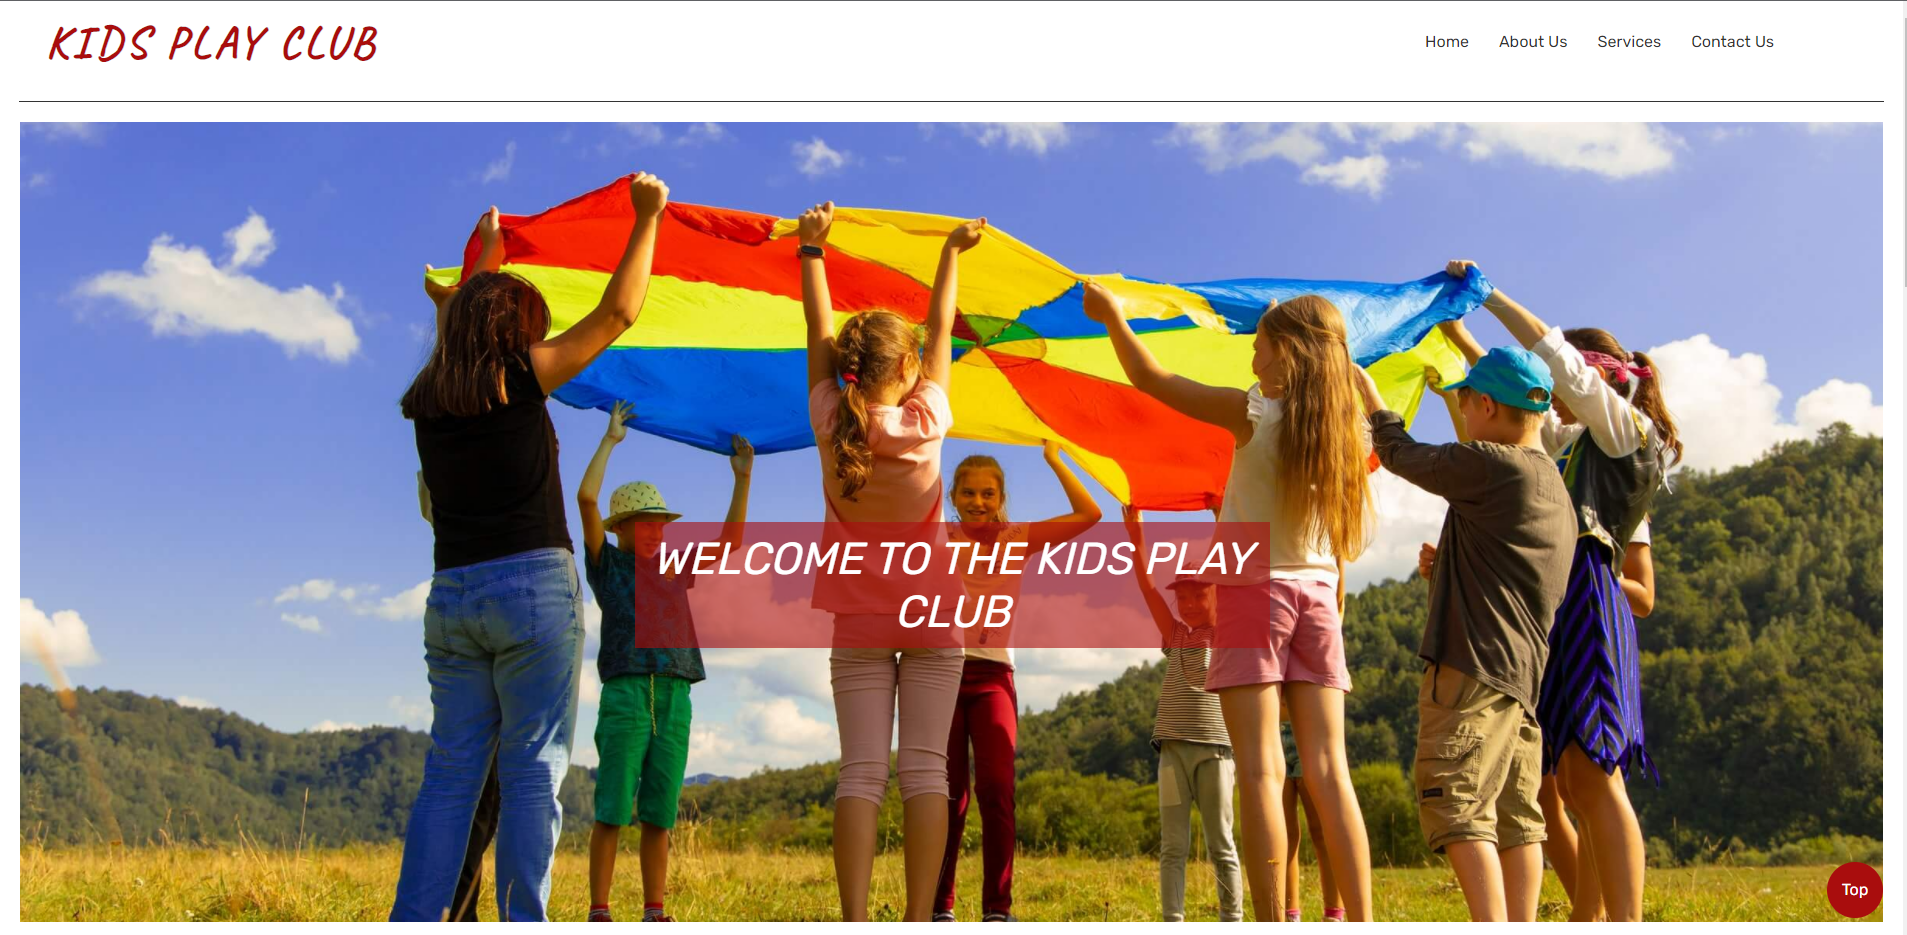 KIDS PLAY CLUB
Home About Us Services Contact Us
WELCOME TO THE KIDS PLAY
CLUB
Top